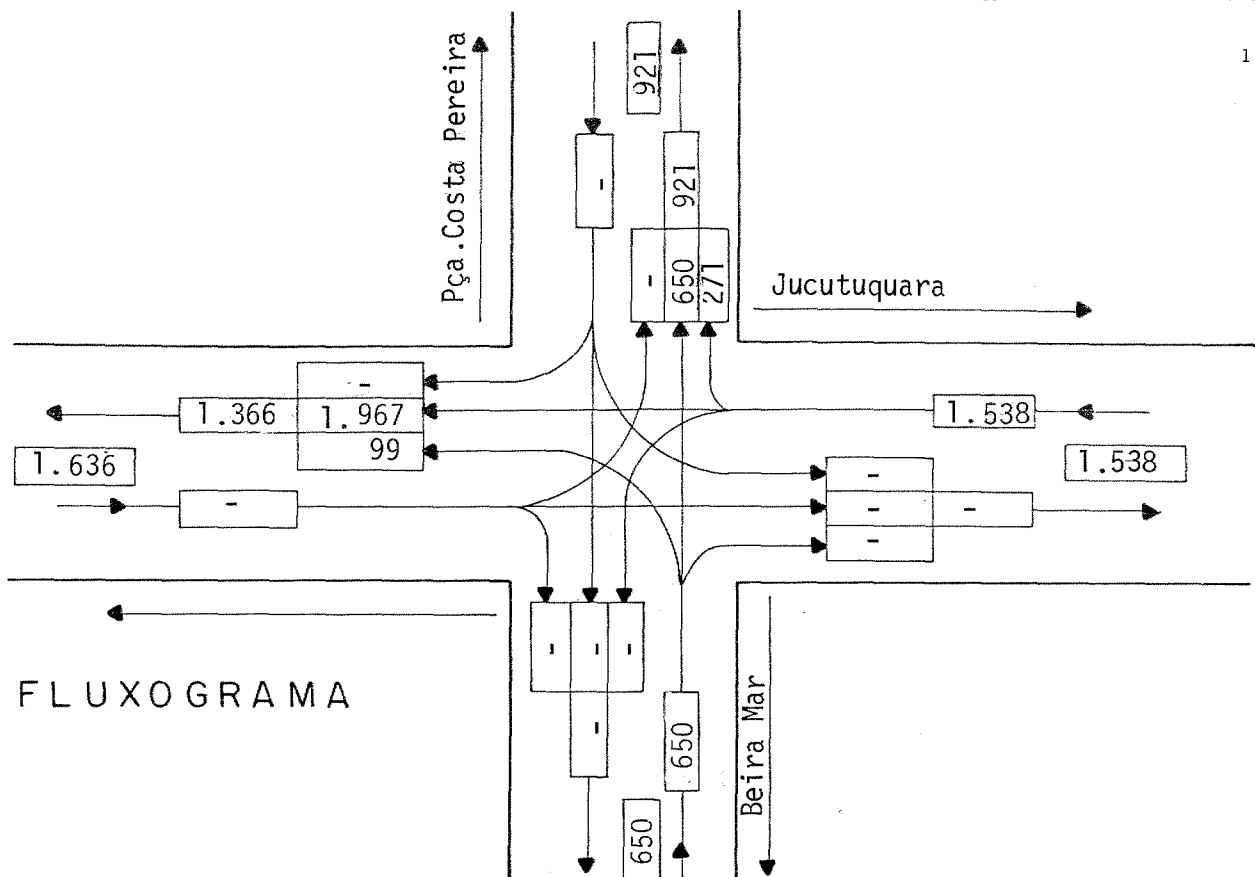 1
Pça.Costa Pereira
921
-
921
- 650 271
Jucutuquara
-
1.366 1.967
99
1.538
1.636
1.538
-
-
- -
-
- - -
-
FLUXOGRAMA
650
650
Beira Mar